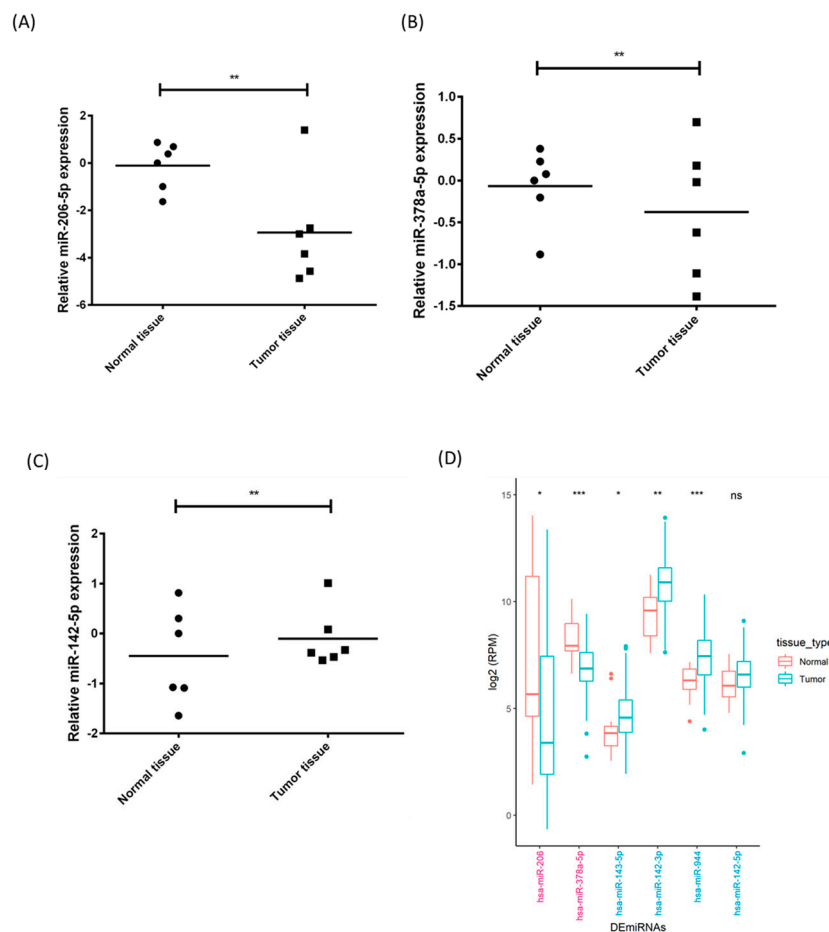 (A)
**
Relative miR-206-5p expression
2
0
-2
-4
-6
Normal tissue
Tumor tissue
(B)
**
Relative miR-378a-5p expression
1.0
0.5
0.0
-0.5
-1.0
-1.5
Normal tissue
Tumor tissue
(C)
**
Relative miR-142-5p expression
2
1
0
-1
-2
Normal tissue
Tumor tissue
(D)
* *** * ** *** ns
log2 (RPM)
15
10
5
0
hsa-miR-206
hsa-miR-378a-5p
hsa-miR-143-5p
hsa-miR-142-3p
hsa-miR-944
hsa-miR-142-5p
DEmiRNAs
tissue_type
Normal
Tumor